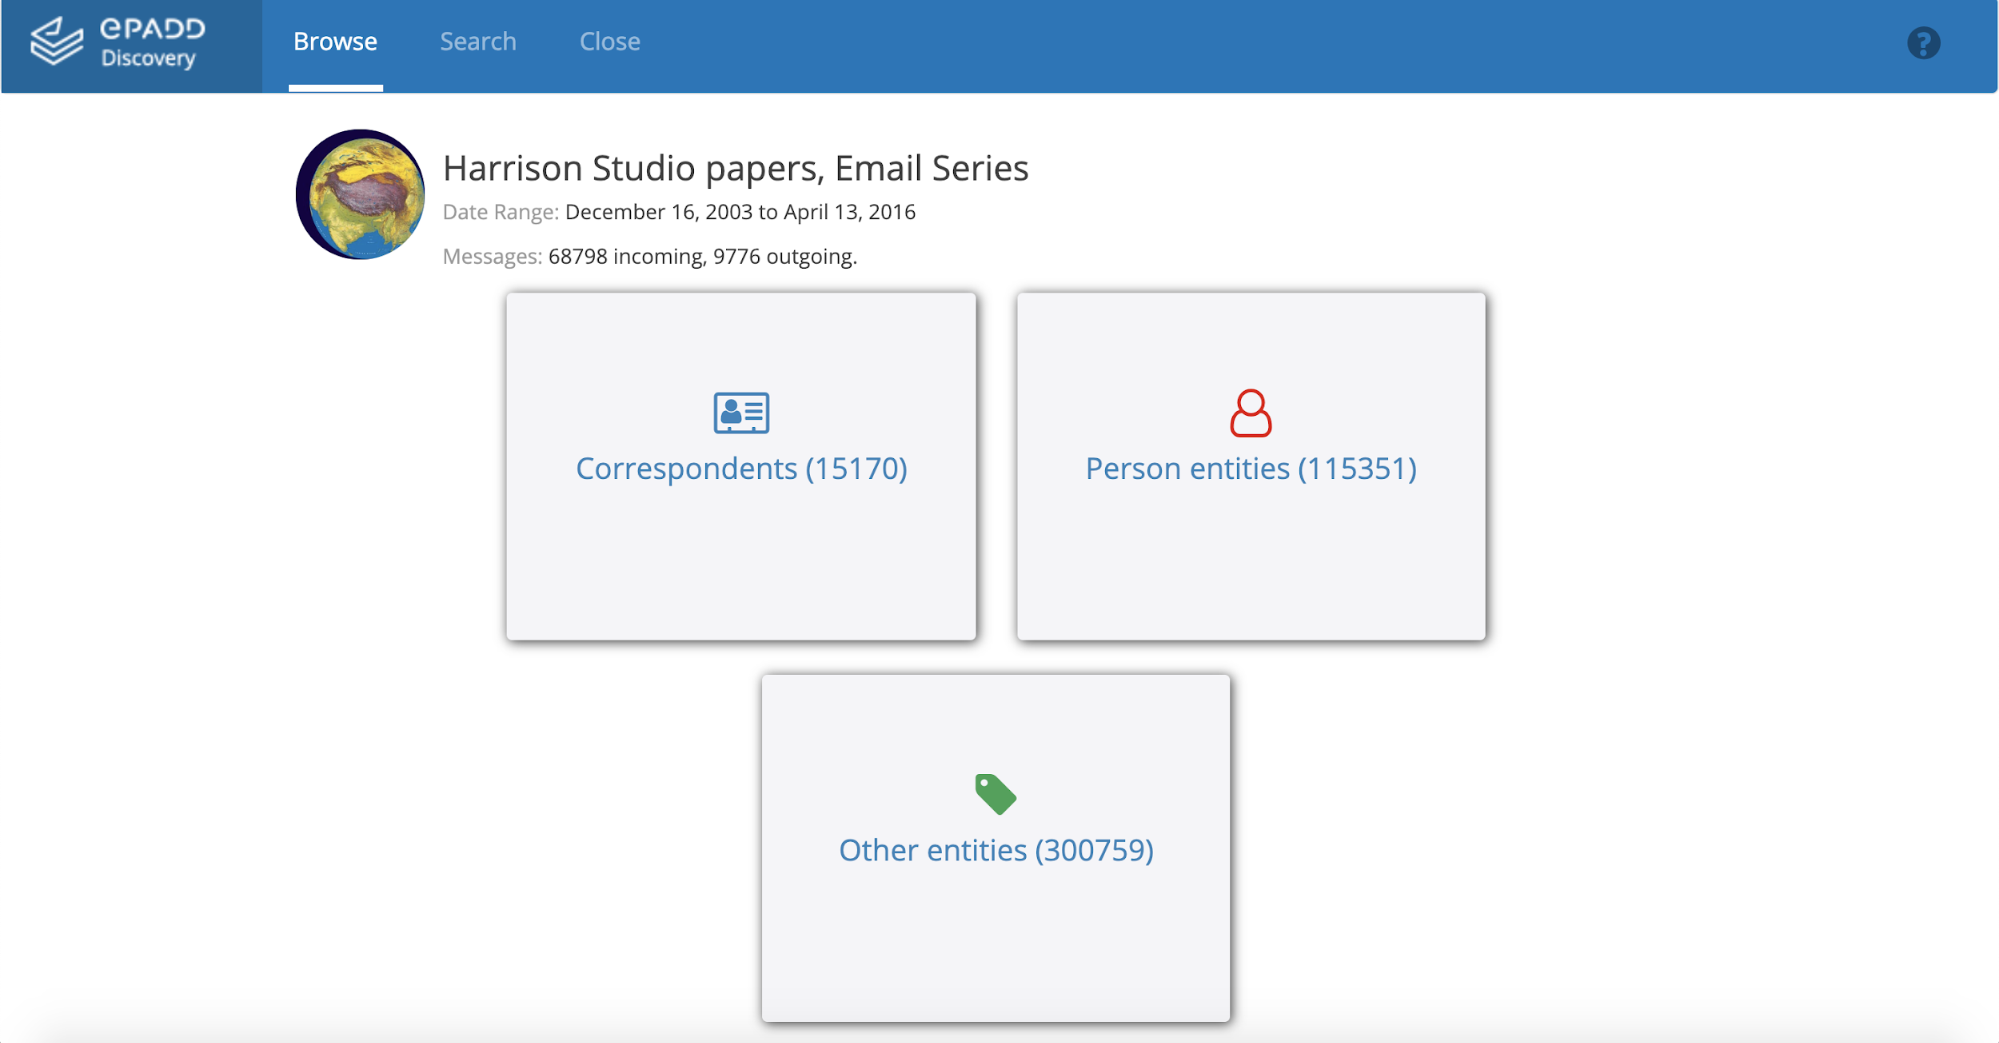 ePADD
Discovery
Browse
Search
Close
?
Harrison Studio papers, Email Series
Date Range: December 16, 2003 to April 13, 2016
Messages: 68798 incoming, 9776 outgoing.
Correspondents (15170)
Person entities (115351)
Other entities (300759)